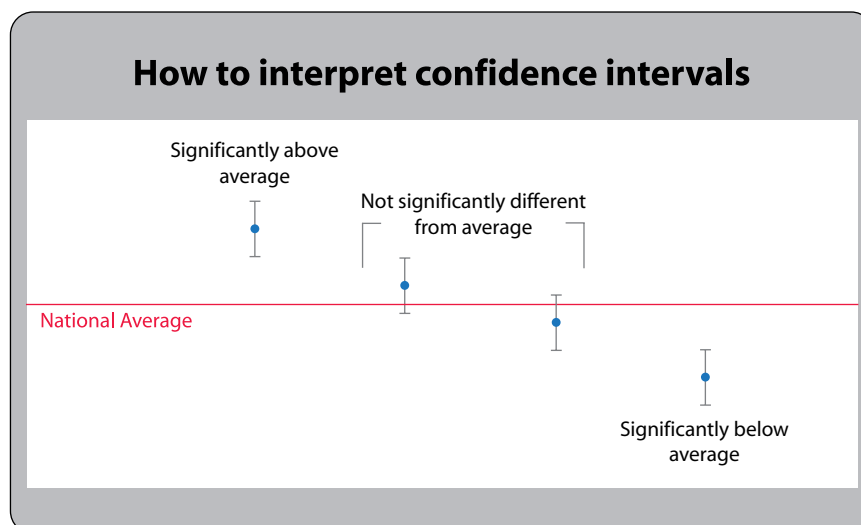 How to interpret confidence intervals
Significantly above
average
Not significantly different
from average
National Average
Significantly below
average